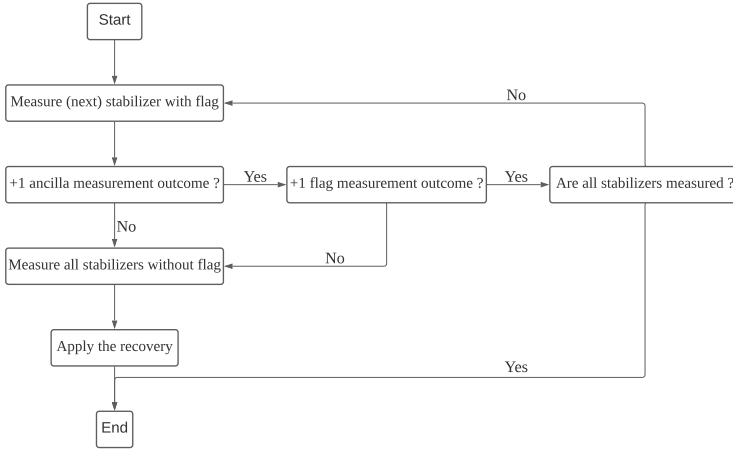 Start
No
Measure (next) stabilizer with flag
+1 ancilla measurement outcome ?
Yes
+1 flag measurement outcome ?
Yes
Are all stabilizers measured ?
No
No
Measure all stabilizers without flag
Apply the recovery
Yes
End